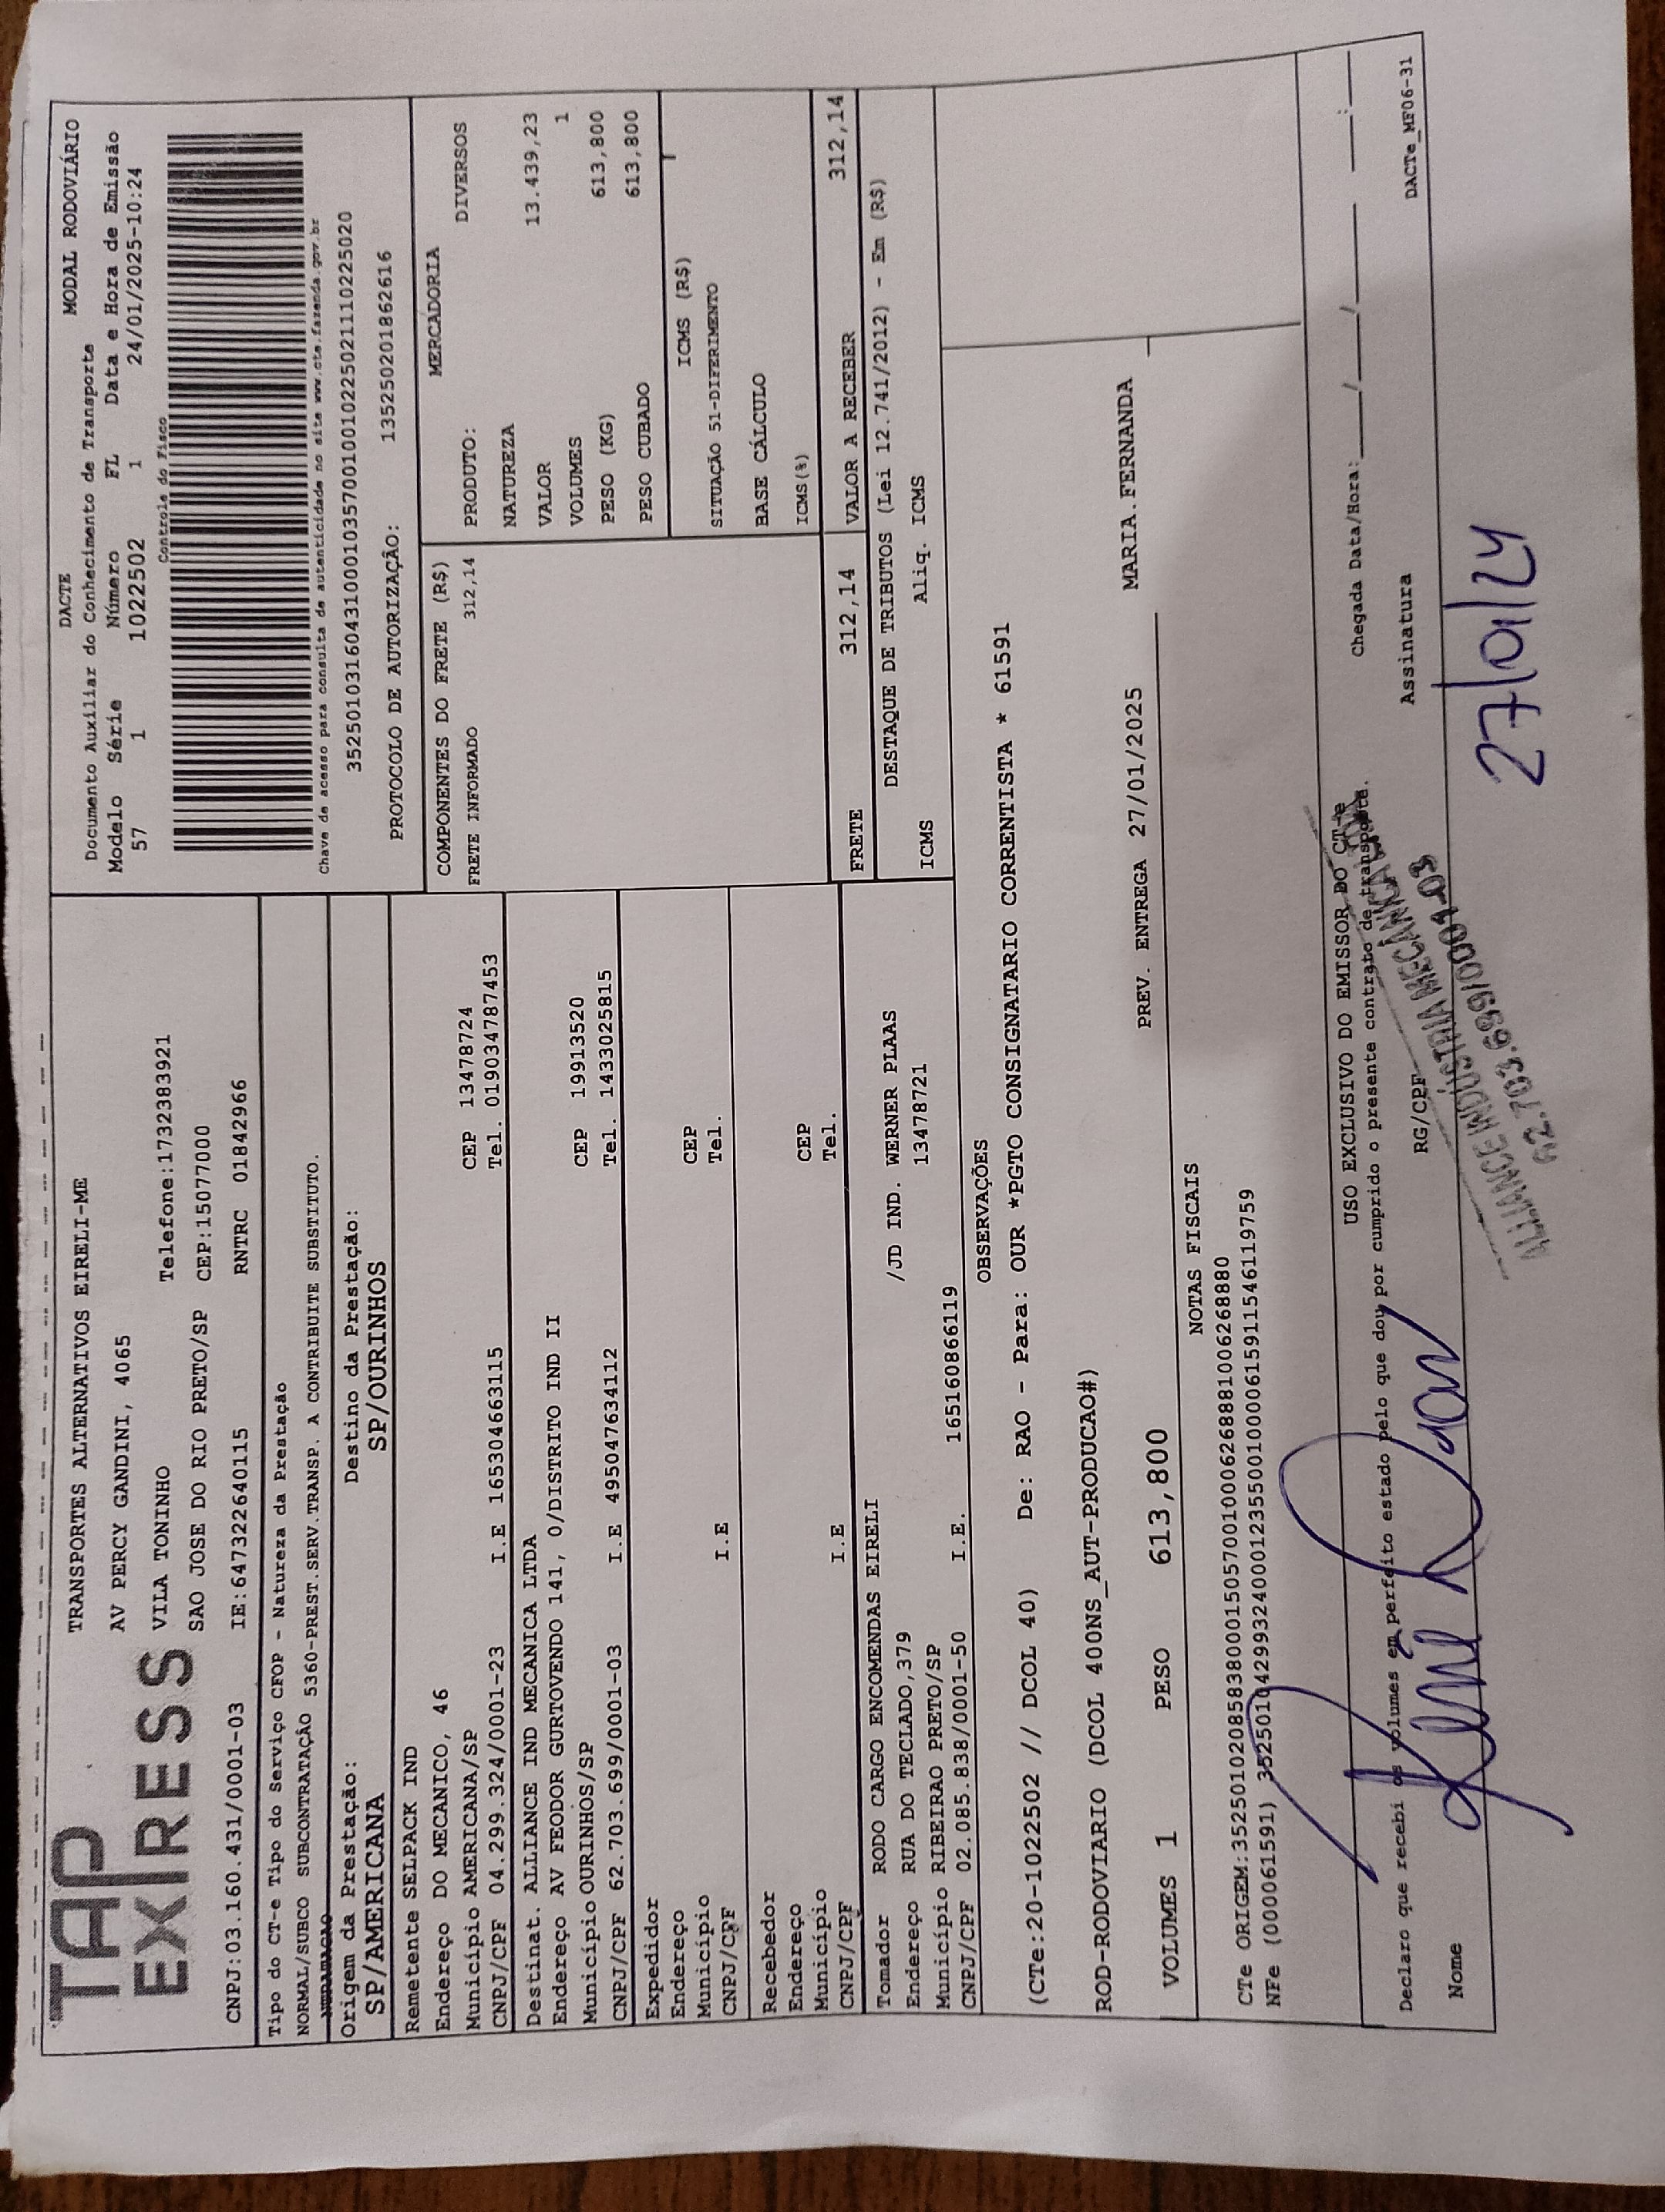 TAP
EXPRESS
TRANSPORTES ALTERNATIVOS EIRELI-ME
AV PERCY GANDINI, 4065
VILA TONINHO Telefone:1732383921
SAO JOSE DO RIO PRETO/SP CEP:15077000
CNPJ:03.160.431/0001-03 IE:647322640115 RNTRC 01842966
DACTE MODAL RODOVIÁRIO
Documento Auxiliar do Conhecimento de Transporte
Modelo Série Número FL Data e Hora de Emissão
57 1 1022502 1 24/01/2025-10:24
Controle do Fisco
Chave de acesso para consulta de autenticidade no site www.cte.fazenda.gov.br
35250103160431000103570010010225021110225020
PROTOCOLO DE AUTORIZAÇÃO: 135250201862616
Tipo do CT-e Tipo do Serviço CFOP - Natureza da Prestação
NORMAL/SUBCO SUBCONTRATAÇÃO 5360-PREST.SERV.TRANSP. A CONTRIBUITE SUBSTITUTO.
Origem da Prestação: Destino da Prestação:
SP/AMERICANA SP/OURINHOS
Remetente SELPACK IND
Endereço DO MECANICO, 46
Município AMERICANA/SP CEP 13478724
CNPJ/CPF 04.299.324/0001-23 I.E 165304663115 Tel. 019034787453
Destinat. ALLIANCE IND MECANICA LTDA
Endereço AV FEODOR GURTOVENDO 141, 0/DISTRITO IND II
Município OURINHOS/SP CEP 19913520
CNPJ/CPF 62.703.699/0001-03 I.E 495047634112 Tel. 1433025815
Expedidor
Endereço
Município CEP
CNPJ/CPF I.E Tel.
Recebedor
Endereço
Município CEP
CNPJ/CPF I.E Tel.
Tomador RODO CARGO ENCOMENDAS EIRELI
Endereço RUA DO TECLADO,379 /JD IND. WERNER PLAAS
Município RIBEIRAO PRETO/SP 13478721
CNPJ/CPF 02.085.838/0001-50 I.E. 165160866119
COMPONENTES DO FRETE (R$)
FRETE INFORMADO 312,14
MERCADORIA
PRODUTO: DIVERSOS
NATUREZA
VALOR 13.439,23
VOLUMES 1
PESO (KG) 613,800
PESO CUBADO 613,800
ICMS (R$)
SITUAÇÃO 51-DIFERIMENTO
BASE CÁLCULO
ICMS(%)
FRETE 312,14 VALOR A RECEBER 312,14
DESTAQUE DE TRIBUTOS (Lei 12.741/2012) - Em (R$)
ICMS Aliq. ICMS
OBSERVAÇÕES
(CTe:20-1022502 // DCOL 40) De: RAO - Para: OUR *PGTO CONSIGNATARIO CORRENTISTA * 61591
ROD-RODOVIARIO (DCOL 400NS_AUT-PRODUCAO#)
VOLUMES 1 PESO 613,800 PREV. ENTREGA 27/01/2025 MARIA.FERNANDA
NOTAS FISCAIS
CTe ORIGEM:35250102085838000150570010006268881006268880
NFe (000061591) 35250104299324000123550010000615911546119759
USO EXCLUSIVO DO EMISSOR DO CT-e
Declaro que recebi os volumes em perfeito estado pelo que dou por cumprido o presente contrato de transporte.
Chegada Data/Hora:____/____/____ ____:____
Nome RG/CPF Assinatura
DACTe_MF06-31
ALLIANCE INDÚSTRIA MECÂNICA LTDA
62.703.699/0001-03
27/01/24